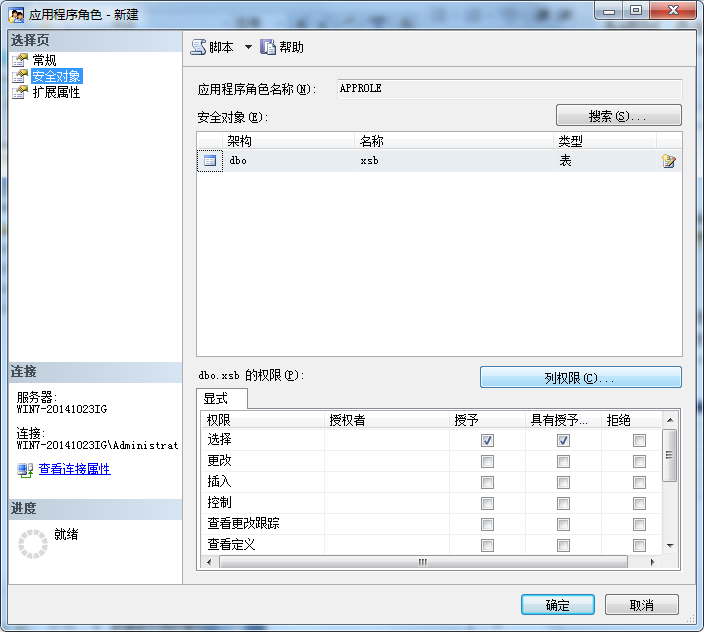 应用程序角色 - 新建
选择页
常规
安全对象
扩展属性
连接
服务器:
WIN7-20141023IG
连接:
WIN7-20141023IG\Administrat
查看连接属性
进度
就绪
脚本 帮助
应用程序角色名称(N): APPROLE
安全对象(E):
搜索(S)...
架构 名称 类型
dbo xsb 表
dbo.xsb 的权限(P):
列权限(C)...
显式
权限 授权者 授予 具有授予... 拒绝
选择
更改
插入
控制
查看更改跟踪
查看定义
确定 取消